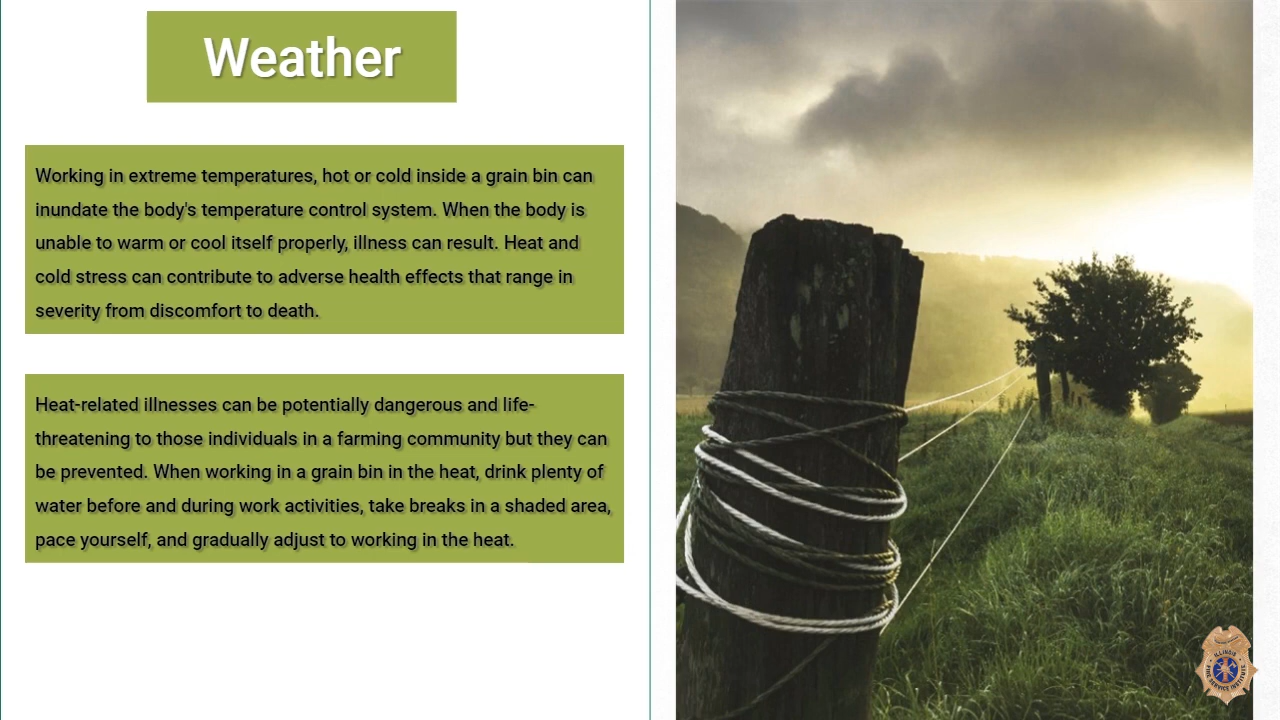 Weather
Working in extreme temperatures, hot or cold inside a grain bin can
inundate the body's temperature control system. When the body is
unable to warm or cool itself properly, illness can result. Heat and
cold stress can contribute to adverse health effects that range in
severity from discomfort to death.
Heat-related illnesses can be potentially dangerous and life-
threatening to those individuals in a farming community but they can
be prevented. When working in a grain bin in the heat, drink plenty of
water before and during work activities, take breaks in a shaded area,
pace yourself, and gradually adjust to working in the heat.
ILLINOIS
FIRE SERVICE INSTITUTE